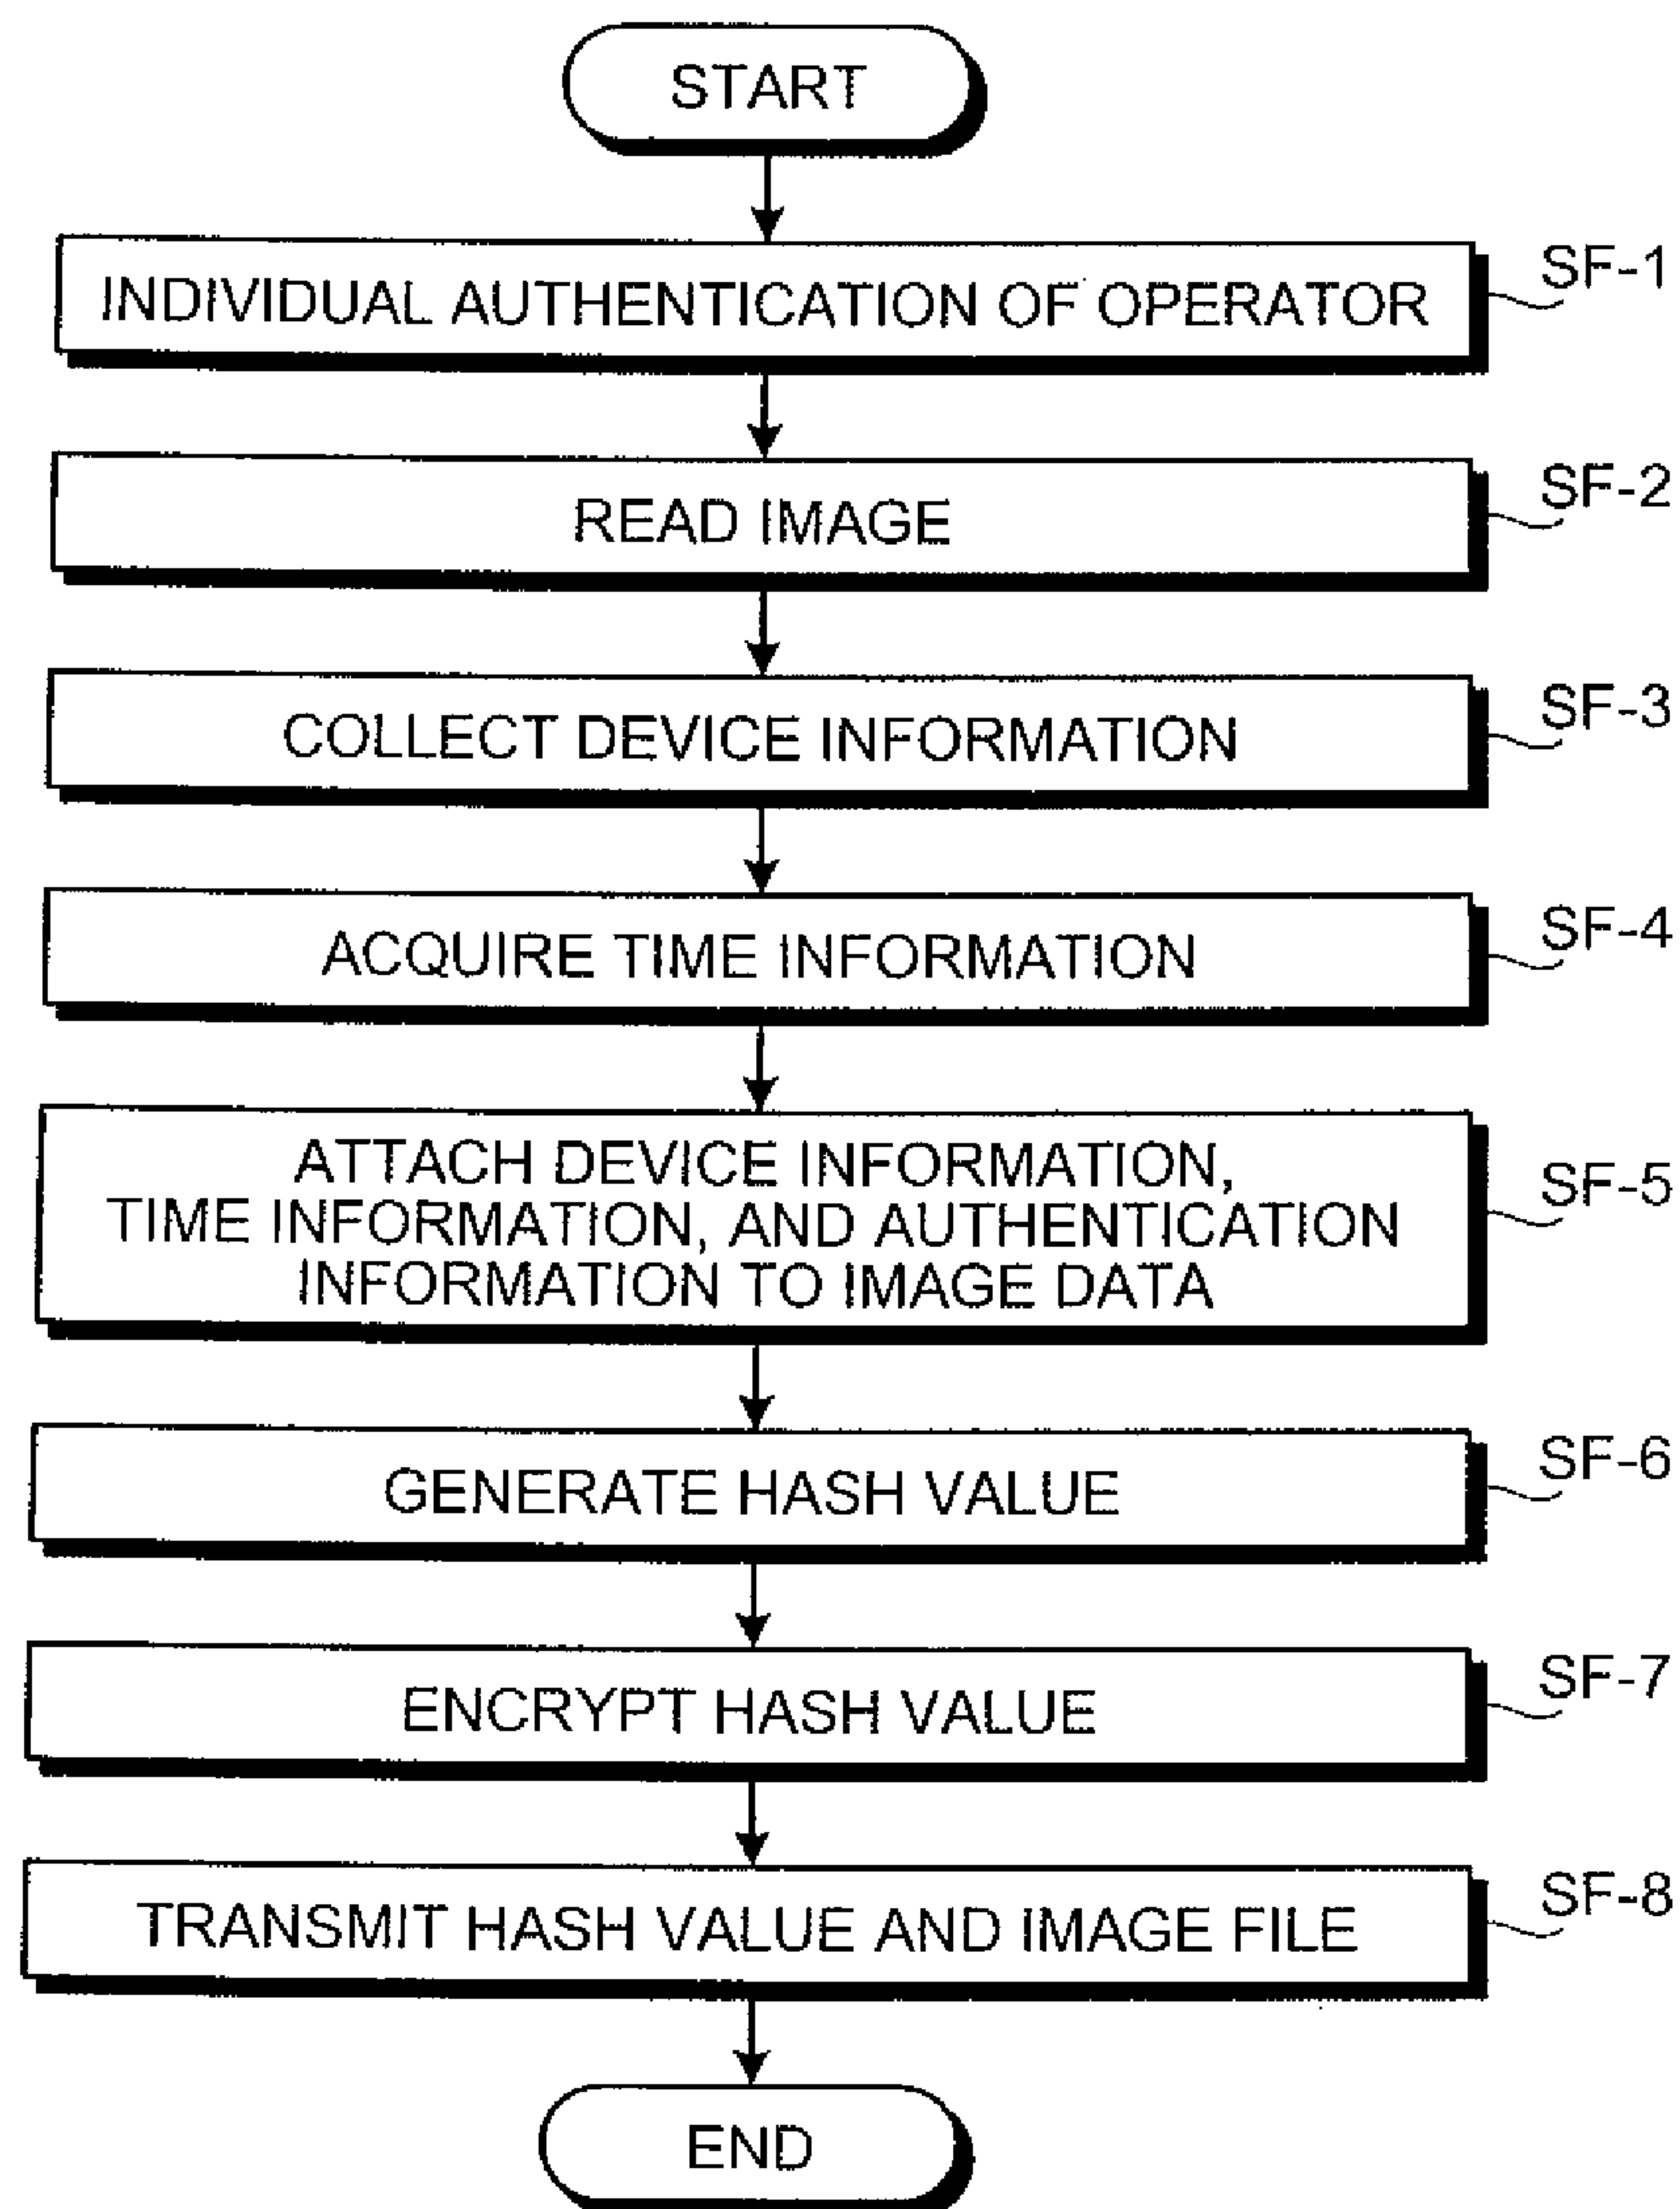 START
INDIVIDUAL AUTHENTICATION OF OPERATOR
SF-1
READ IMAGE
SF-2
COLLECT DEVICE INFORMATION
SF-3
ACQUIRE TIME INFORMATION
SF-4
ATTACH DEVICE INFORMATION,
TIME INFORMATION, AND AUTHENTICATION
INFORMATION TO IMAGE DATA
SF-5
GENERATE HASH VALUE
SF-6
ENCRYPT HASH VALUE
SF-7
TRANSMIT HASH VALUE AND IMAGE FILE
SF-8
END